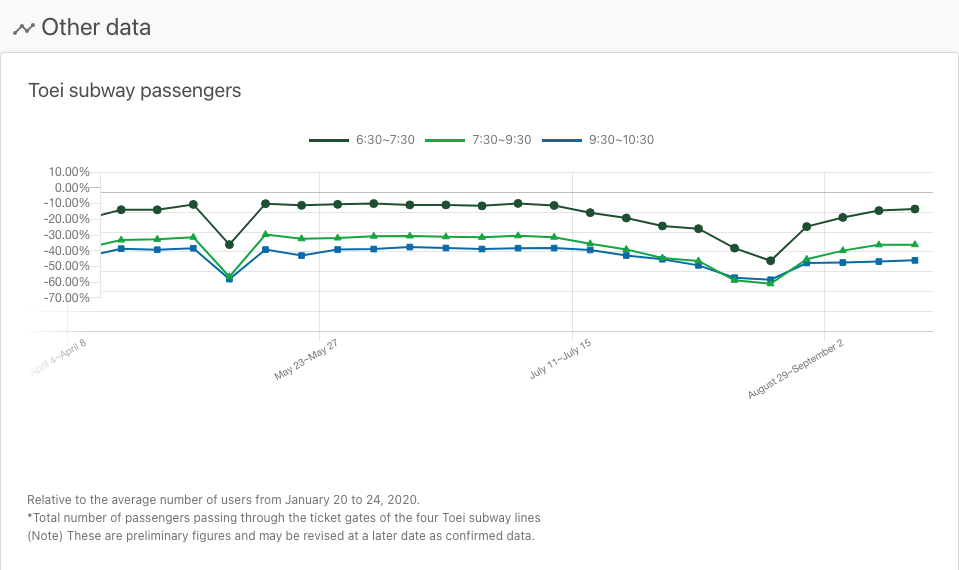 Other data
Toei subway passengers
6:30~7:30 7:30~9:30 9:30~10:30
10.00%
0.00%
-10.00%
-20.00%
-30.00%
-40.00%
-50.00%
-60.00%
-70.00%
April 4~April 8
May 23~May 27
July 11~July 15
August 29~September 2
Relative to the average number of users from January 20 to 24, 2020.
*Total number of passengers passing through the ticket gates of the four Toei subway lines
(Note) These are preliminary figures and may be revised at a later date as confirmed data.